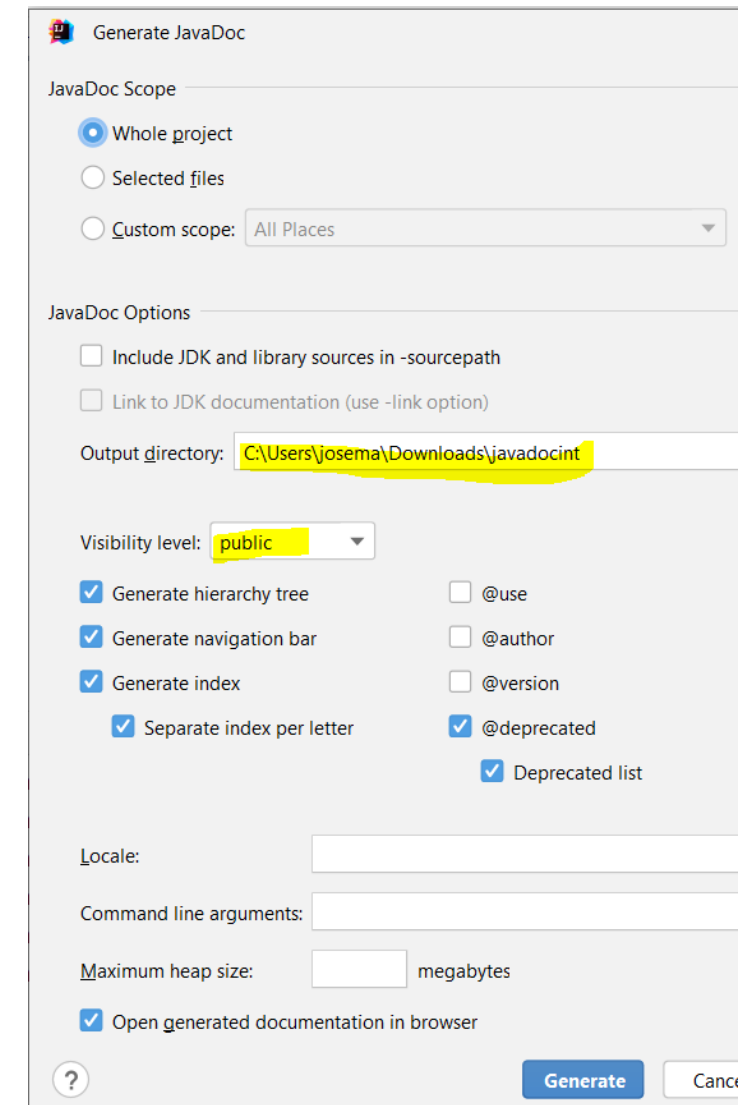 Generate JavaDoc
JavaDoc Scope
Whole project
Selected files
Custom scope: All Places
JavaDoc Options
Include JDK and library sources in -sourcepath
Link to JDK documentation (use -link option)
Output directory: C:\Users\josema\Downloads\javadocint
Visibility level: public
Generate hierarchy tree @use
Generate navigation bar @author
Generate index @version
Separate index per letter @deprecated
Deprecated list
Locale:
Command line arguments:
Maximum heap size: megabytes
Open generated documentation in browser
? Generate Cance